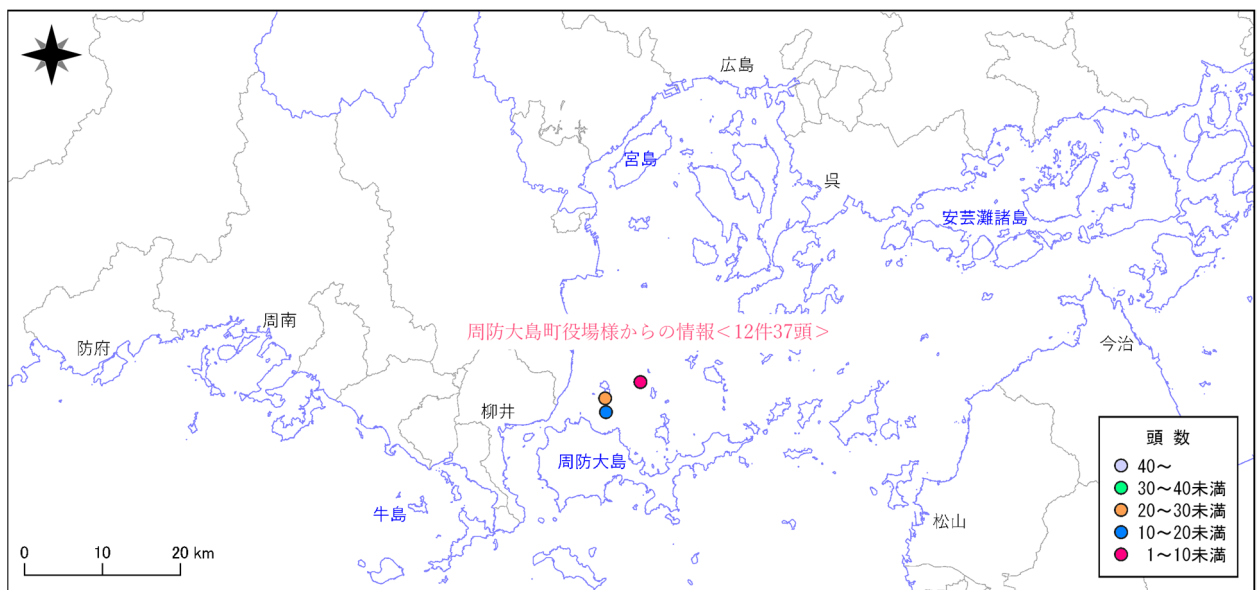 広島
宮島
呉
安芸灘諸島
周南
周防大島町役場様からの情報＜12件37頭＞
防府
今治
柳井
頭 数
周防大島
40～
30～40未満
20～30未満
牛島
松山
10～20未満
1～10未満
0 10 20 km